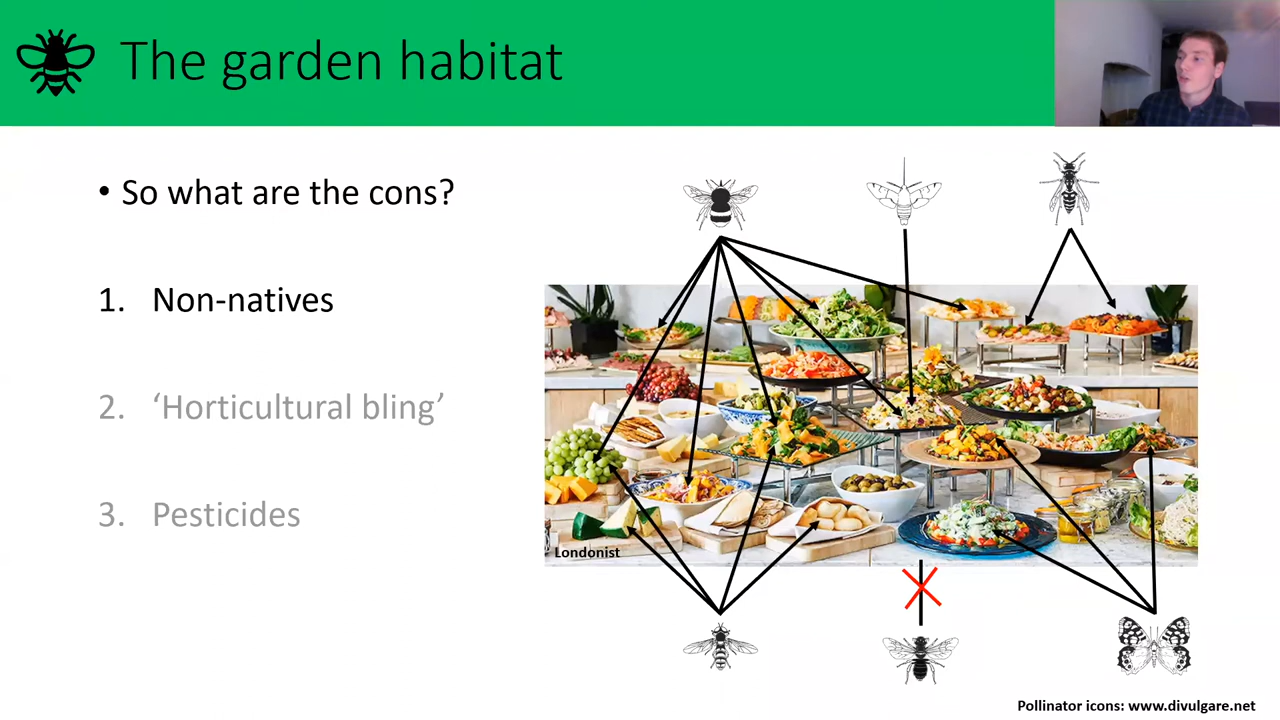 The garden habitat
• So what are the cons?
1. Non-natives
2. ‘Horticultural bling’
3. Pesticides
Londonist
Pollinator icons: www.divulgare.net